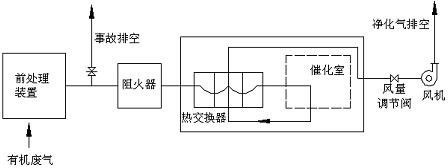 事故排空
净化气排空
前处理
装置
阻火器
催化室
热交换器
风量
调节阀
风机
有机废气